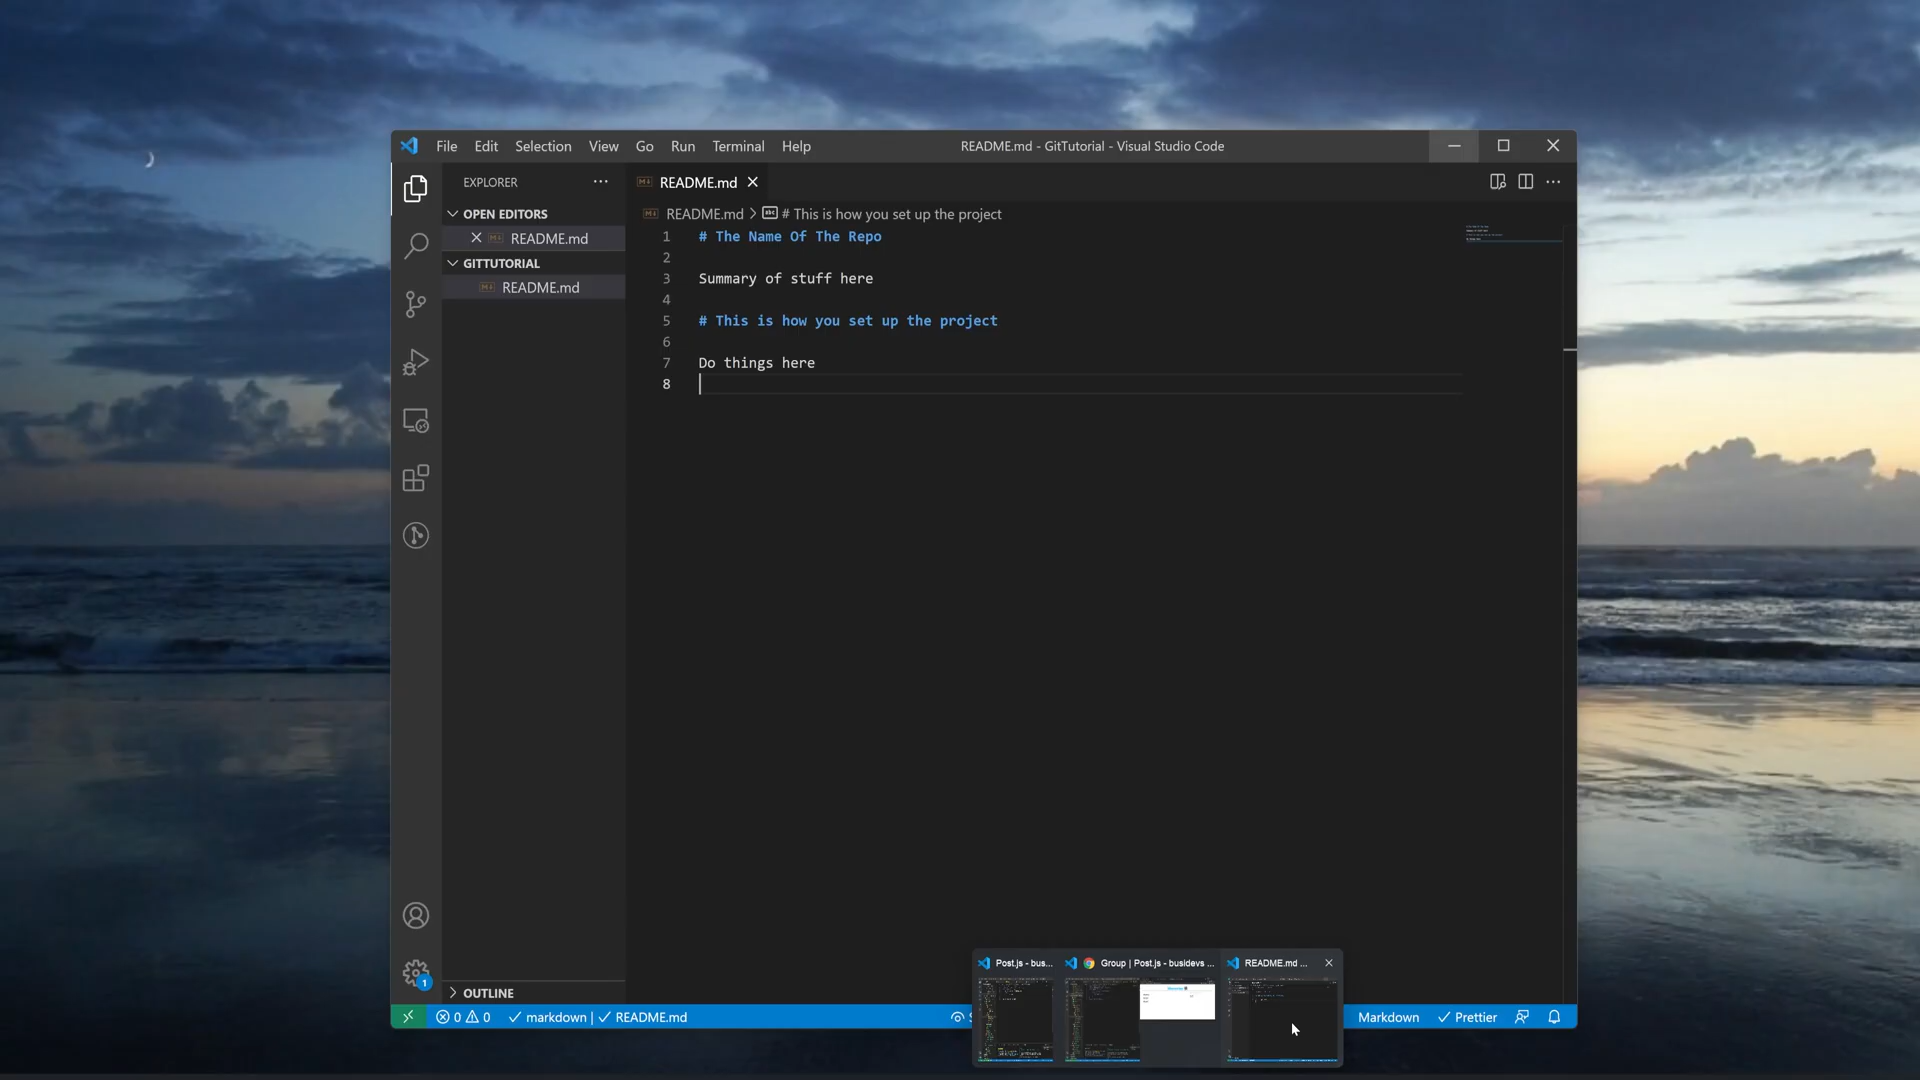 File Edit Selection View Go Run Terminal Help README.md - GitTutorial - Visual Studio Code
EXPLORER
README.md
OPEN EDITORS
README.md
GITTUTORIAL
README.md
README.md > # This is how you set up the project
1 # The Name Of The Repo
2
3 Summary of stuff here
4
5 # This is how you set up the project
6
7 Do things here
8
1
OUTLINE
Post.js - bus...
Group | Post.js - busidevs ...
README.md ...
0 0 markdown | README.md
Markdown Prettier